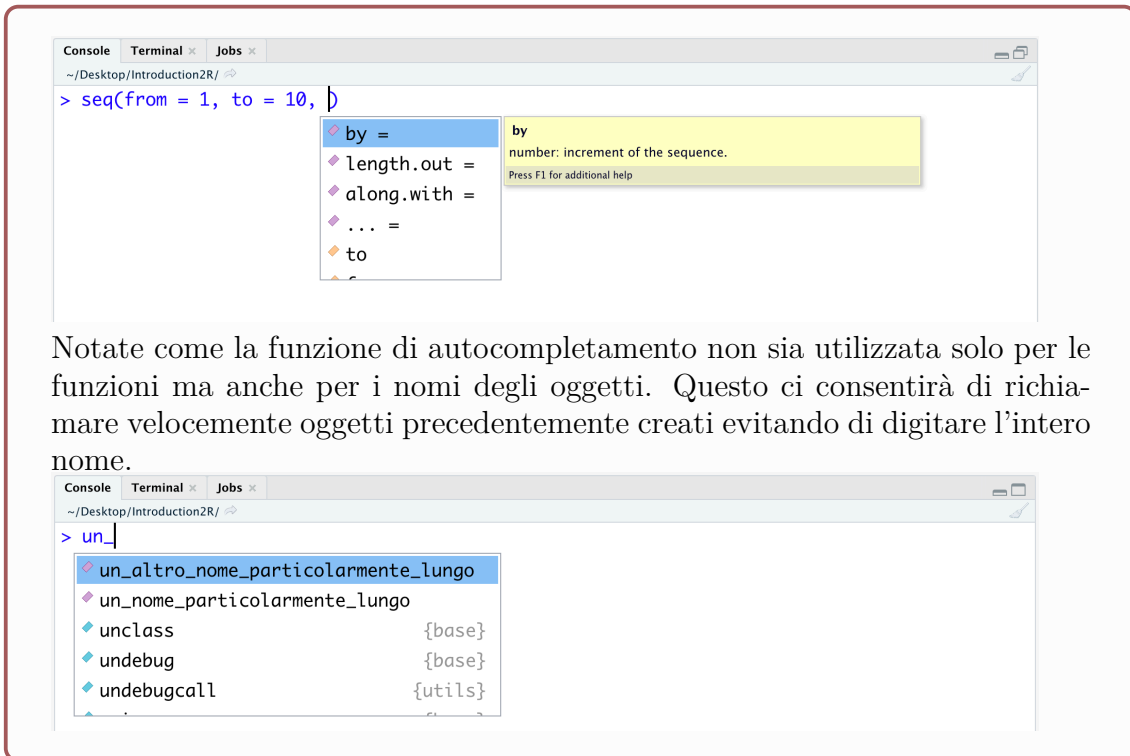 Console Terminal × Jobs ×
~/Desktop/Introduction2R/
> seq(from = 1, to = 10, )
by =
by
number: increment of the sequence.
Press F1 for additional help
length.out =
along.with =
... =
to
Notate come la funzione di autocompletamento non sia utilizzata solo per le
funzioni ma anche per i nomi degli oggetti. Questo ci consentirà di richia-
mare velocemente oggetti precedentemente creati evitando di digitare l'intero
nome.
Console Terminal × Jobs ×
~/Desktop/Introduction2R/
> un_
un_altro_nome_particolarmente_lungo
un_nome_particolarmente_lungo
unclass {base}
undebug {base}
undebugcall {utils}